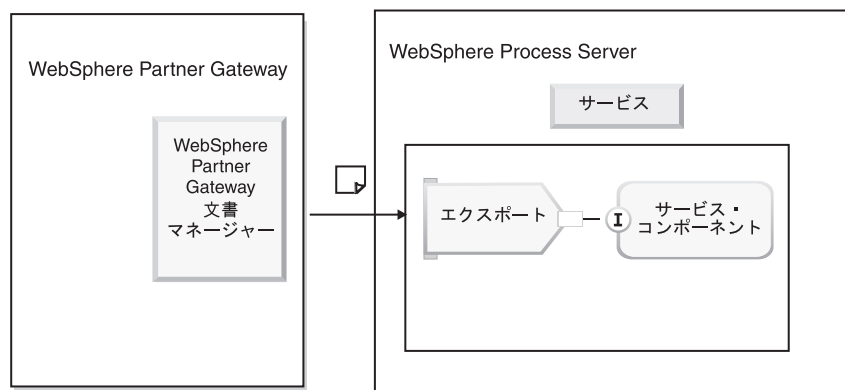 WebSphere Partner Gateway
WebSphere
Partner
Gateway
文書
マネージャー
WebSphere Process Server
サービス
エクスポート
I
サービス・
コンポーネント